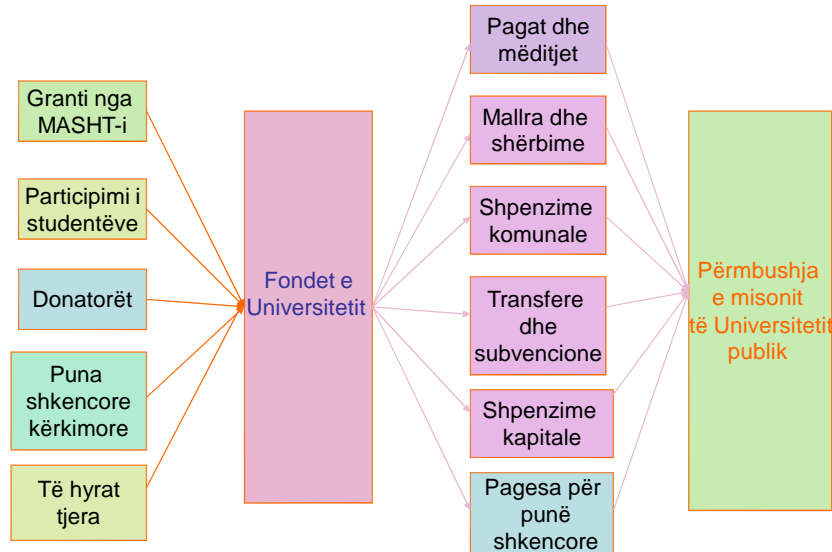 Granti nga
MASHT-i
Participimi i
studentëve
Donatorët
Puna
shkencore
kërkimore
Të hyrat
tjera
Fondet e
Universitetit
Pagat dhe
mëditjet
Mallra dhe
shërbime
Shpenzime
komunale
Transfere
dhe
subvencione
Shpenzime
kapitale
Pagesa për
punë
shkencore
Përmbushja
e misonit
të Universitetit
publik